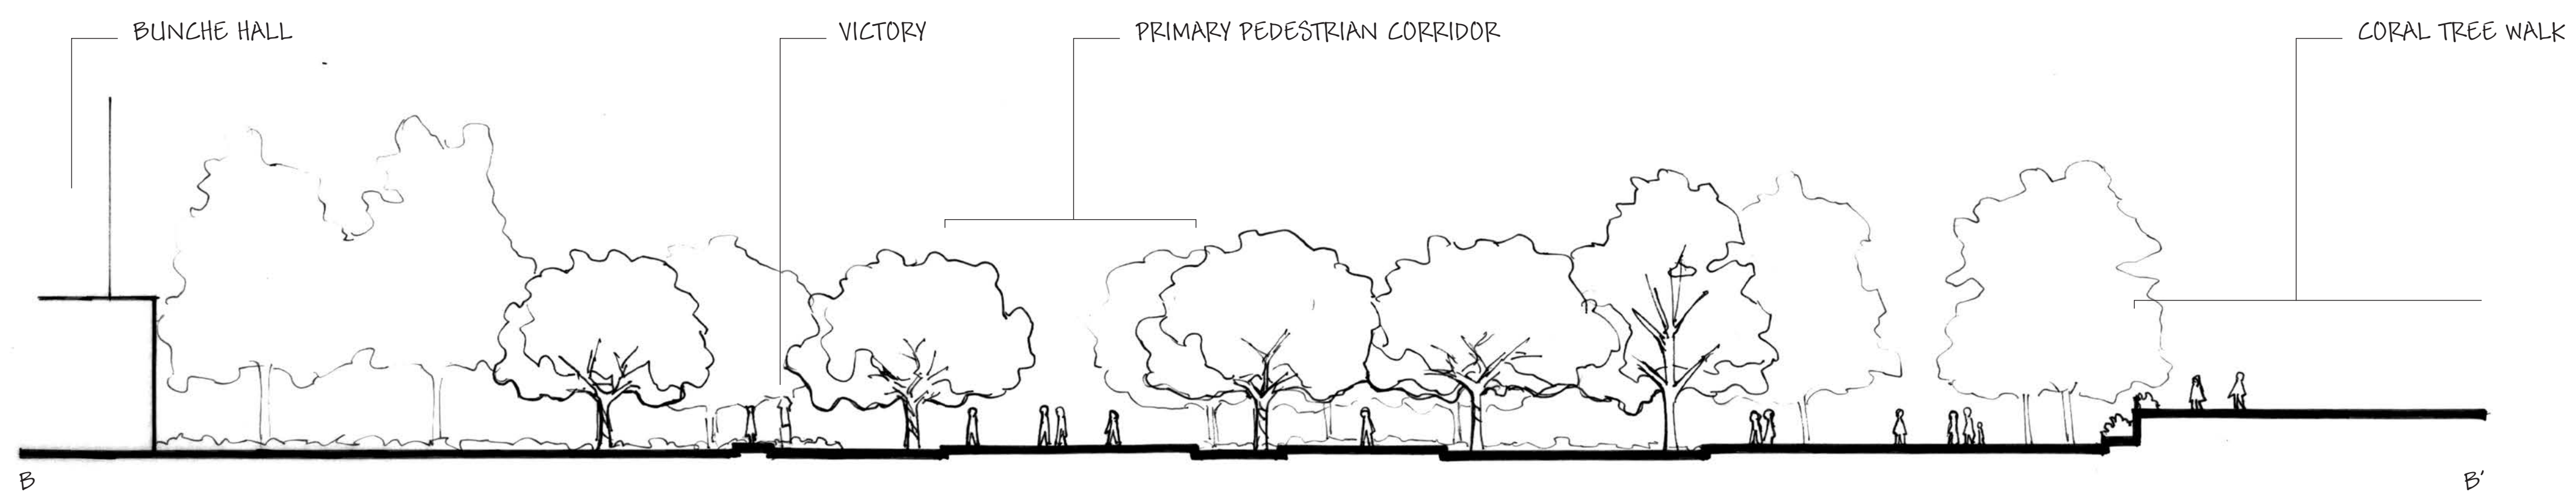 BUNCHE HALL
VICTORY
PRIMARY PEDESTRIAN CORRIDOR
CORAL TREE WALK
B
B'